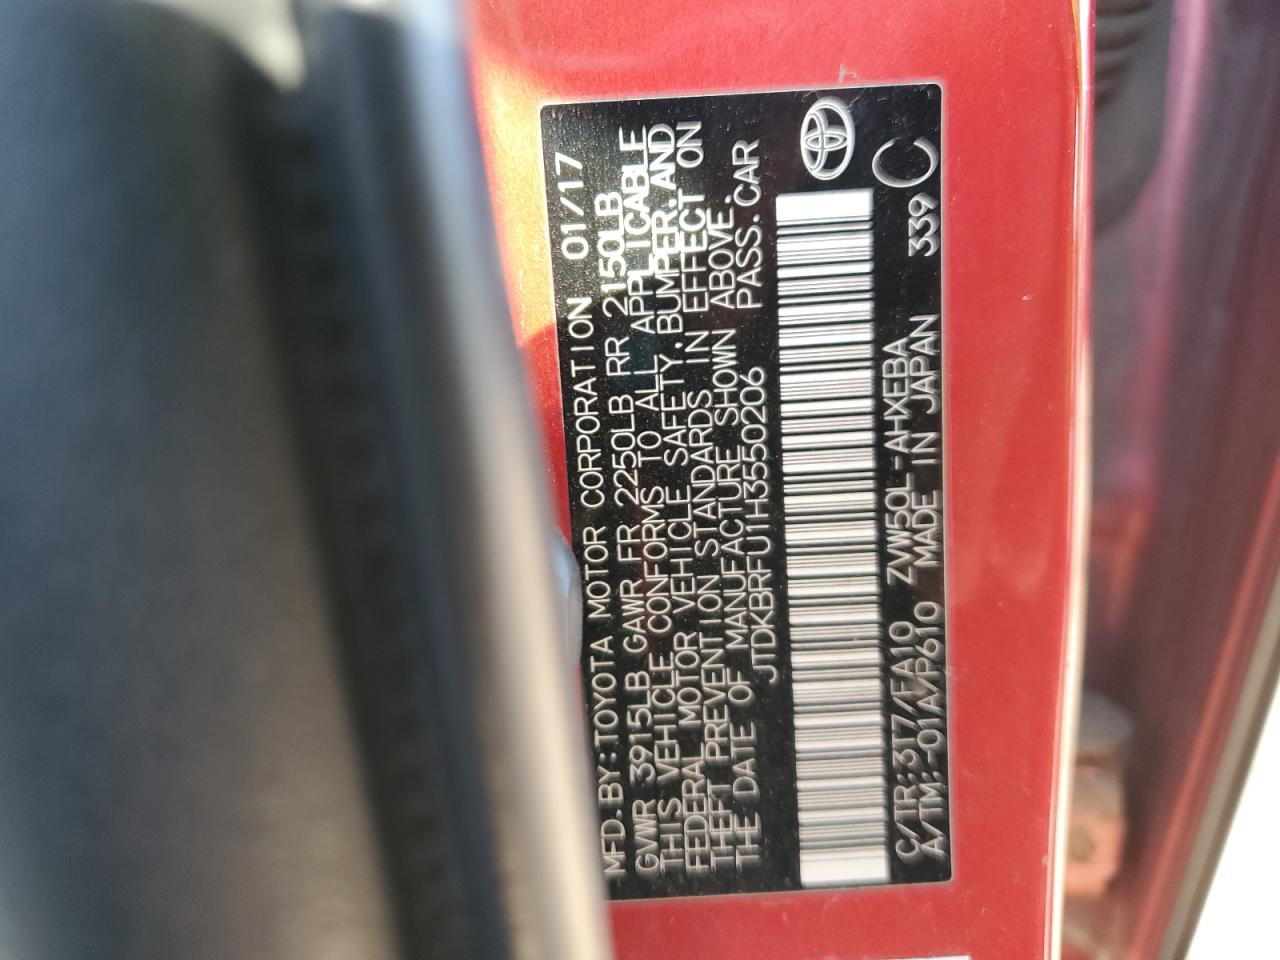 MFD.BY:TOYOTA MOTOR CORPORATION 01/17
GVWR 3915LB GAWR FR 2250LB RR 2150LB
THIS VEHICLE CONFORMS TO ALL APPLICABLE
FEDERAL MOTOR VEHICLE SAFETY,BUMPER,AND
THEFT PREVENTION STANDARDS IN EFFECT ON
THE DATE OF MANUFACTURE SHOWN ABOVE.
JTDKBRFU1H3550206 PASS.CAR
C/TR:3T7/FA10 ZVW50L-AHXEBA C
A/TM:-01A/P610 MADE IN JAPAN 339